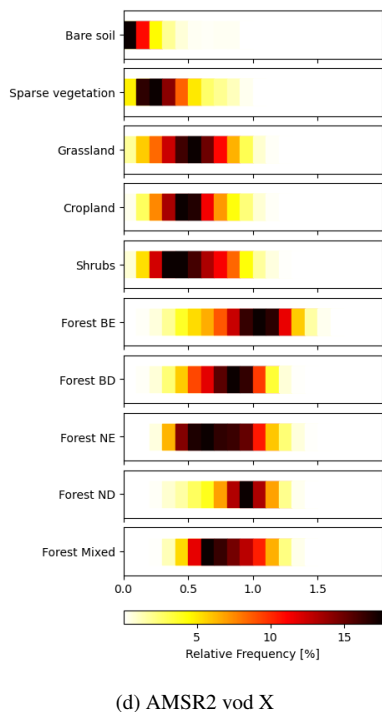 Bare soil
Sparse vegetation
Grassland
Cropland
Shrubs
Forest BE
Forest BD
Forest NE
Forest ND
Forest Mixed
0.0 0.5 1.0 1.5
5 10 15
Relative Frequency [%]
(d) AMSR2 vod X